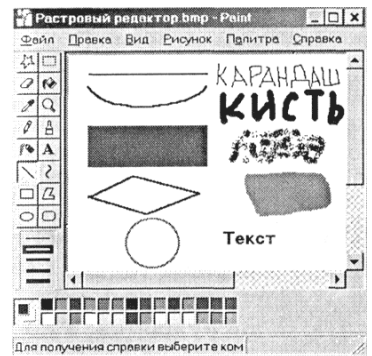 Растровый редактор.bmp - Paint
Файл Правка Вид Рисунок Палитра Справка
КАРАНДАШ
КИСТЬ
A
Текст
Для получения справки выберите ком